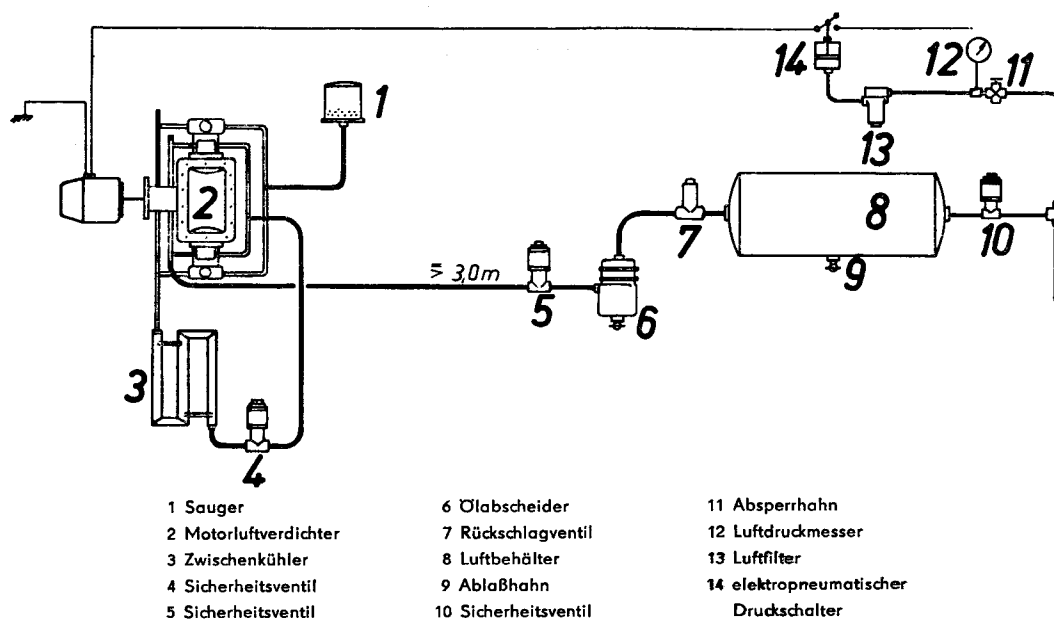 14
12
11
1
13
2
8
7
10
9
≧ 3,0m
5
6
3
4
1 Sauger
2 Motorluftverdichter
3 Zwischenkühler
4 Sicherheitsventil
5 Sicherheitsventil
6 Ölabscheider
7 Rückschlagventil
8 Luftbehälter
9 Ablaßhahn
10 Sicherheitsventil
11 Absperrhahn
12 Luftdruckmesser
13 Luftfilter
14 elektropneumatischer
Druckschalter